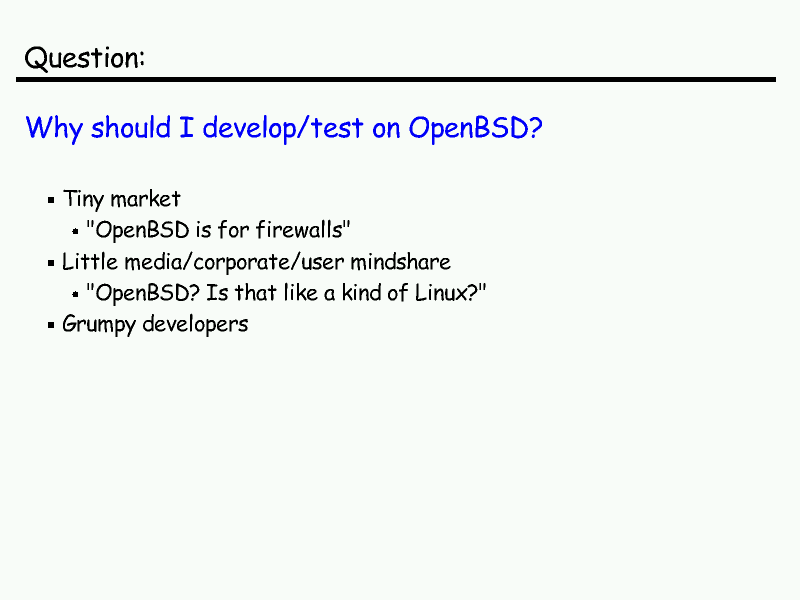 Question:
Why should I develop/test on OpenBSD?
Tiny market
"OpenBSD is for firewalls"
Little media/corporate/user mindshare
"OpenBSD? Is that like a kind of Linux?"
Grumpy developers